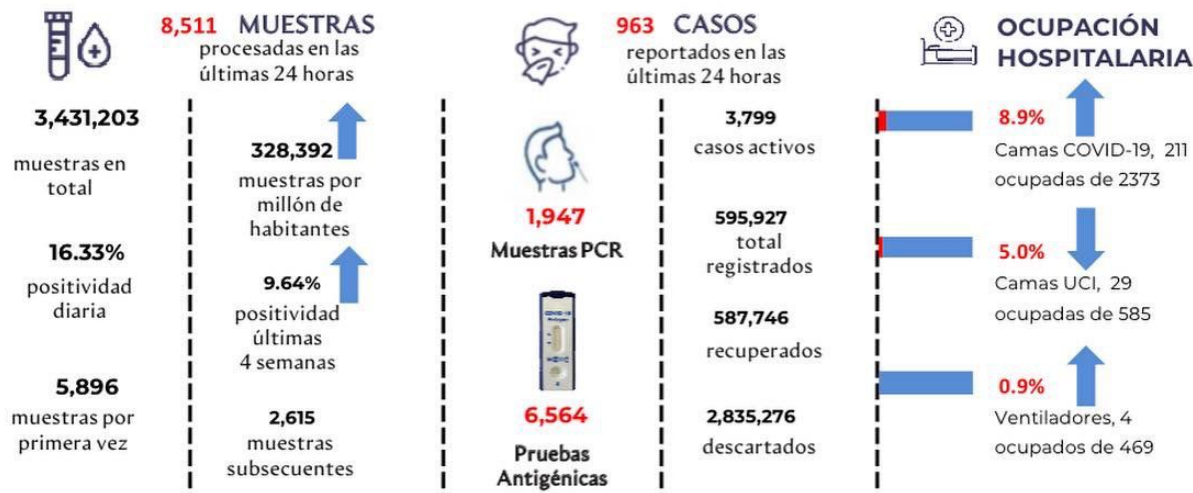 8,511 MUESTRAS
procesadas en las
últimas 24 horas
3,431,203
muestras en
total
16.33%
positividad
diaria
5,896
muestras por
primera vez
328,392
muestras por
millón de
habitantes
9.64%
positividad
últimas
4 semanas
2,615
muestras
subsecuentes
963 CASOS
reportados en las
últimas 24 horas
1,947
Muestras PCR
COVID-19
6,564
Pruebas
Antigénicas
3,799
casos activos
595,927
total
registrados
587,746
recuperados
2,835,276
descartados
OCUPACIÓN
HOSPITALARIA
8.9%
Camas COVID-19, 211
ocupadas de 2373
5.0%
Camas UCI, 29
ocupadas de 585
0.9%
Ventiladores, 4
ocupados de 469